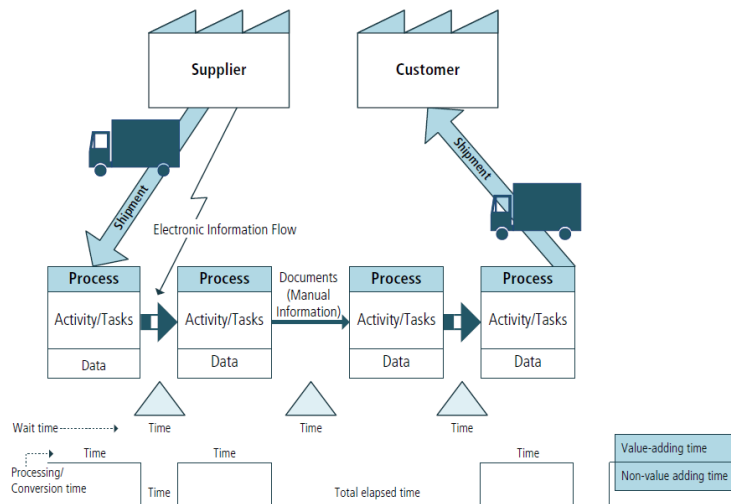 Supplier
Customer
Shipment
Shipment
Electronic Information Flow
Process
Process
Documents
(Manual
Information)
Process
Process
Activity/Tasks
Activity/Tasks
Activity/Tasks
Activity/Tasks
Data
Data
Data
Data
Wait time
Time
Time
Time
Time
Time
Time
Processing/
Conversion time
Time
Total elapsed time
Value-adding time
Non-value adding time